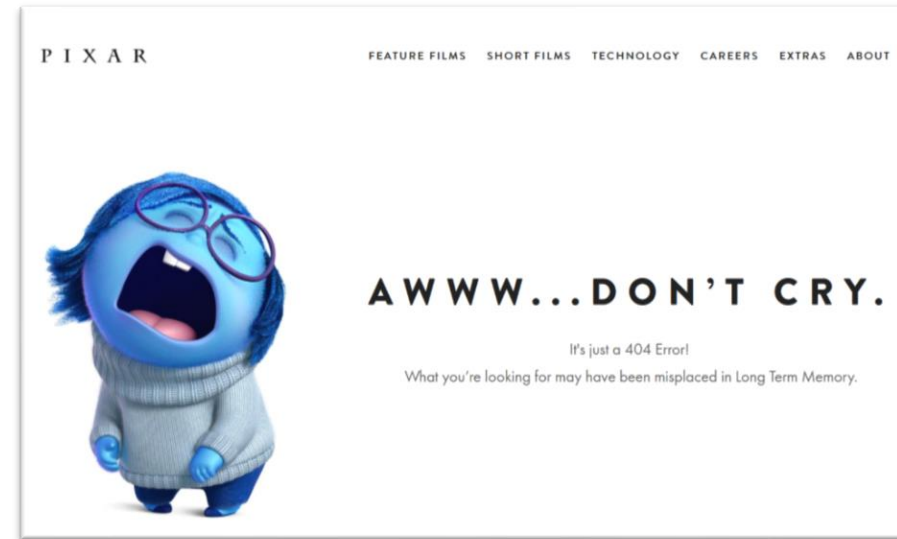 PIXAR
FEATURE FILMS SHORT FILMS TECHNOLOGY CAREERS EXTRAS ABOUT
AWWW...DON'T CRY.
It's just a 404 Error!
What you're looking for may have been misplaced in Long Term Memory.